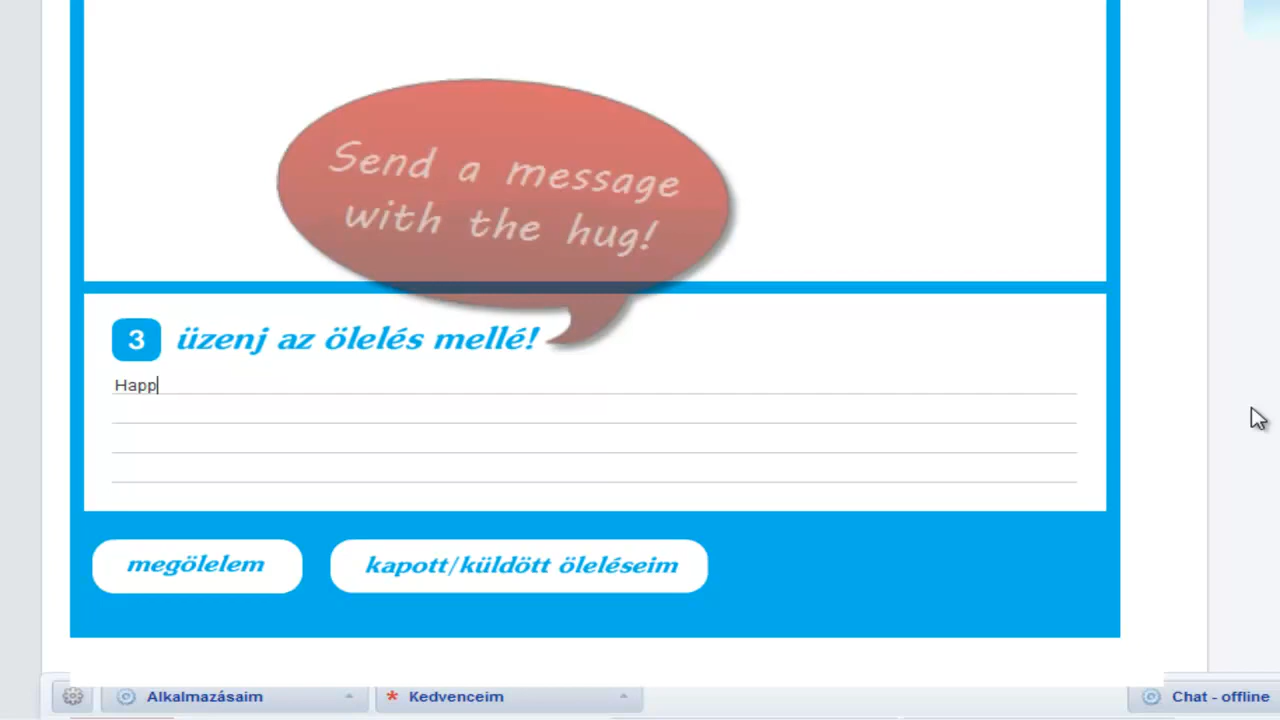 Send a message
with the hug!
3 üzenj az ölelés mellé!
Happ
megölelem
kapott/küldött öleléseim
Alkalmazásaim
* Kedvenceim
Chat - offline